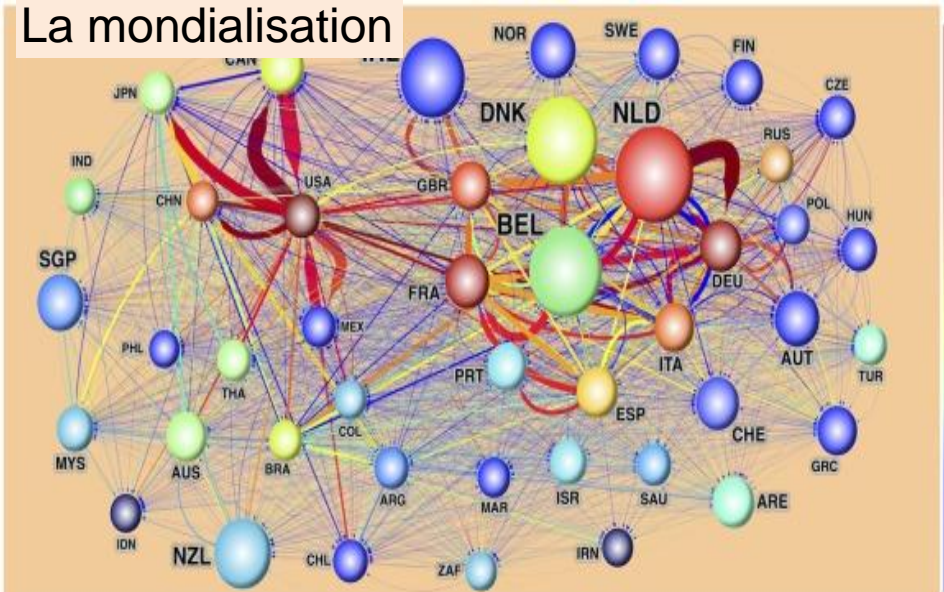 La mondialisation
NOR
SWE
FIN
CAN
JPN
CZE
DNK
NLD
RUS
IND
USA
GBR
CHN
POL
BEL
HUN
SGP
DEU
FRA
MEX
ITA
AUT
PHL
PRT
TUR
THA
ESP
COL
CHE
MYS
AUS
BRA
GRC
ARG
MAR
ISR
SAU
ARE
IDN
NZL
CHL
ZAF
IRN